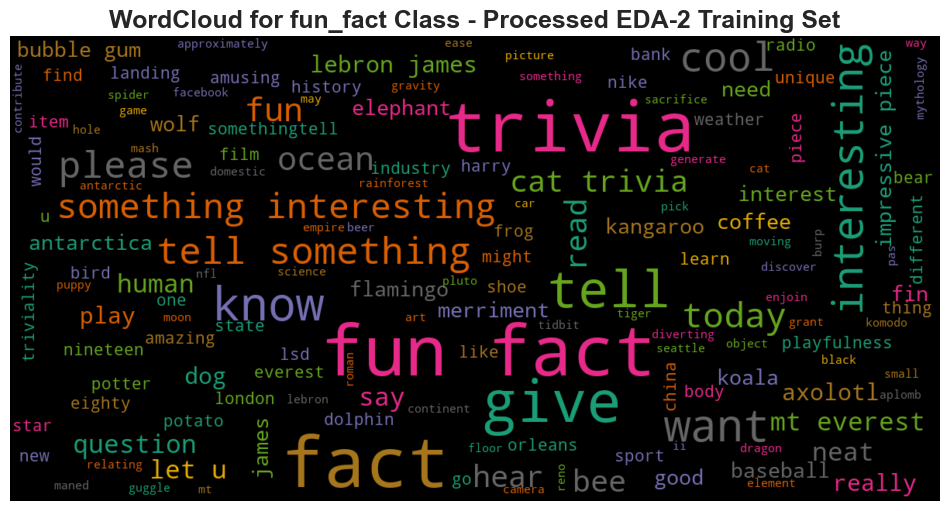 WordCloud for fun_fact Class - Processed EDA-2 Training Set
bubble gum
approximately
lebron james
ease
picture
cool
radio
way
find
landing
amusing
history
something
nike
bank
unique
interesting
impressive piece
mythology
contribute
spider
facebook
gravity
need
game
may
fun
elephant
trivia
sacrifice
item
wolf
somethingtell
weather
piece
hole
mash
film
ocean
industry
harry
generate
cat
would
please
domestic
cat trivia
bear
antarctic
rainforest
car
interest
u
something interesting
read
pick
different
empire
beer
frog
kangaroo
coffee
antarctica
tell something
might
moving
burp
pas
bird
nfl
science
pluto
learn
discover
triviality
puppy
human
flamingo
shoe
tell
enjoin
fin
one
know
merriment
tiger
today
grant
komodo
thing
play
moon
state
art
tidbit
diverting
amazing
fun fact
seattle
object
playfulness
nineteen
lsd
roman
like
black
everest
china
koala
small
potter
dog
body
axolotl
aplomb
eighty
london
lebron
say
give
continent
star
potato
dolphin
want
mt everest
new
question
james
floor
orleans
ii
dragon
neat
relating
let u
fact
go
hear
reno
bee
sport
good
baseball
element
really
maned
guggle
mt
camera